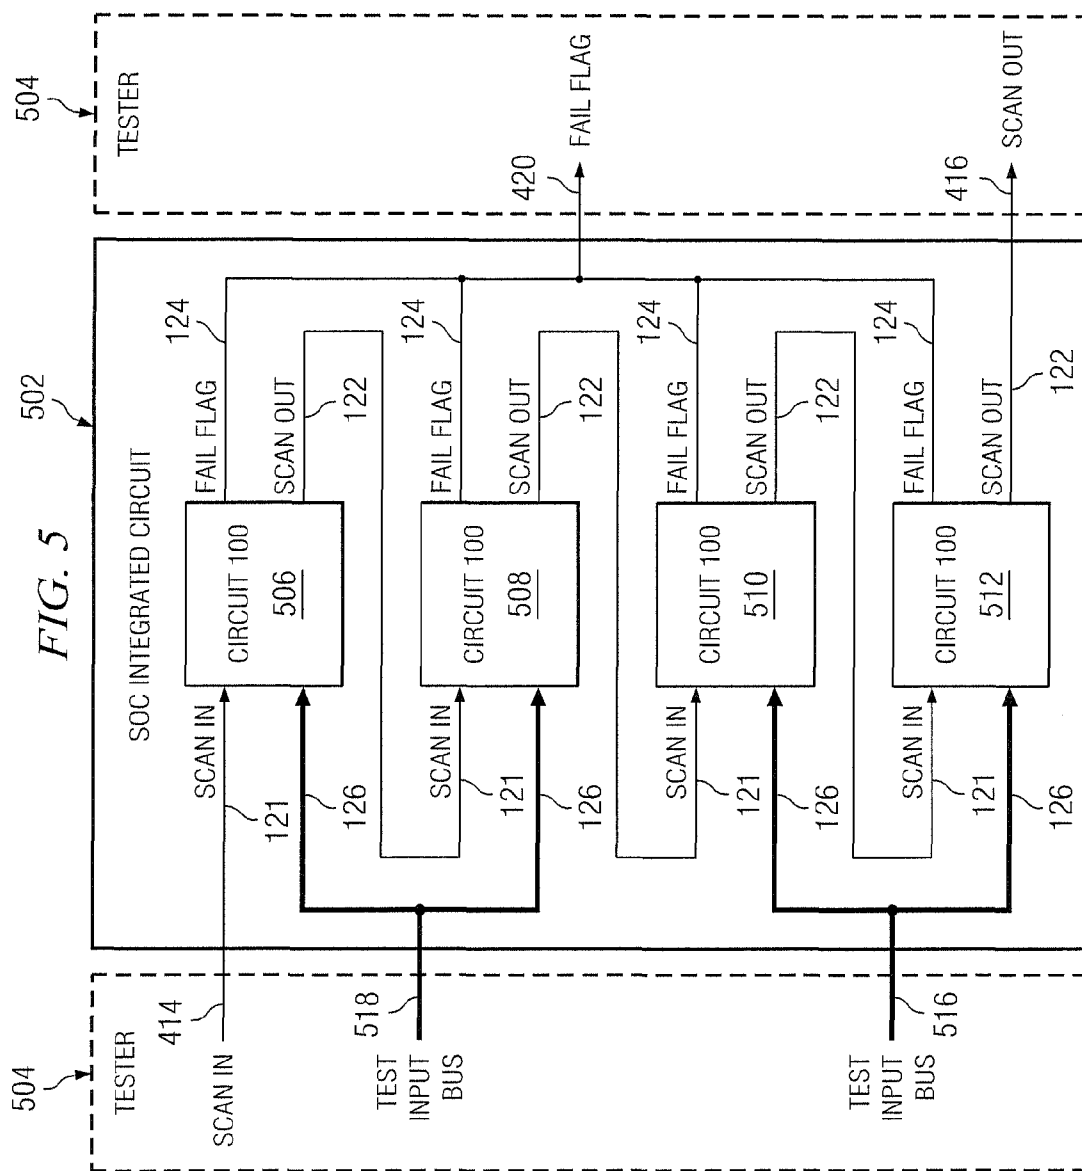 FIG. 5
504
TESTER
SCAN IN
414
TEST
INPUT
BUS
518
TEST
INPUT
BUS
516
502
SOC INTEGRATED CIRCUIT
SCAN IN
121
126
CIRCUIT 100
506
FAIL FLAG
124
SCAN OUT
122
SCAN IN
121
126
CIRCUIT 100
508
FAIL FLAG
124
SCAN OUT
122
SCAN IN
121
126
CIRCUIT 100
510
FAIL FLAG
124
SCAN OUT
122
SCAN IN
121
126
CIRCUIT 100
512
FAIL FLAG
124
SCAN OUT
122
504
TESTER
420
FAIL FLAG
416
SCAN OUT